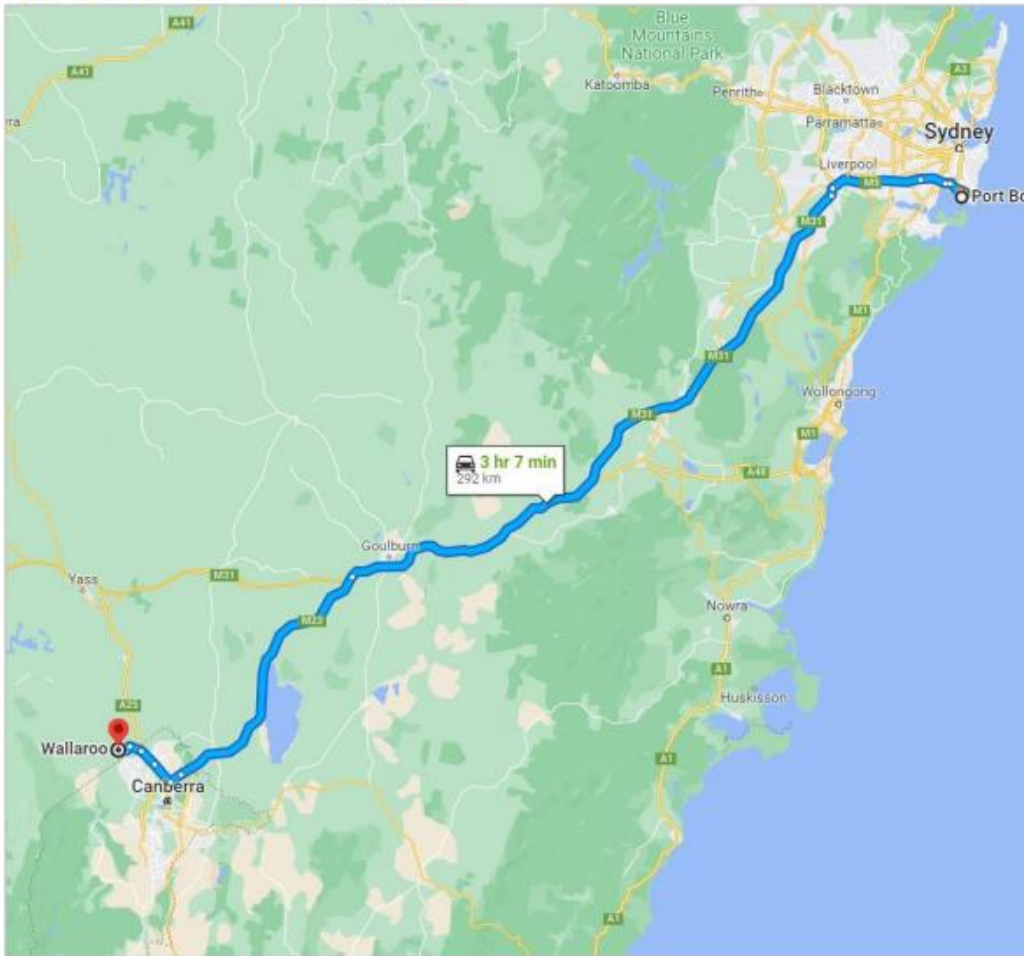 A41
Blue
Mountains
National Park
A41
A3
Katoomba
Penrith
Blacktown
Parramatta
Sydney
Liverpool
M5
Port Bo
M31
M1
M31
Wollongong
M31
M1
3 hr 7 min
292 km
A48
Goulburn
Yass
M31
Nowra
M23
A1
Huskisson
A25
Wallaroo
A1
Canberra
A1